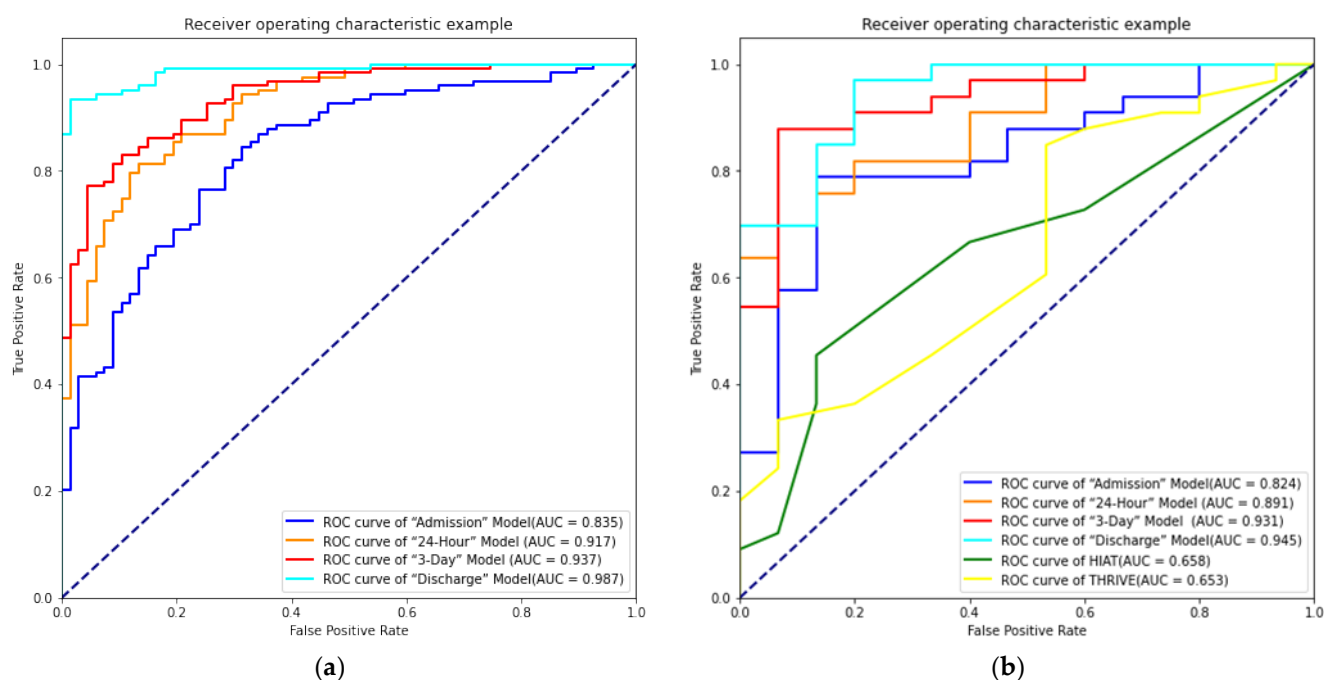 Receiver operating characteristic example
1.0
0.8
0.6
0.4
0.2
0.0
True Positive Rate
0.0 0.2 0.4 0.6 0.8 1.0
False Positive Rate
ROC curve of “Admission” Model(AUC = 0.835)
ROC curve of “24-Hour” Model (AUC = 0.917)
ROC curve of “3-Day” Model (AUC = 0.937)
ROC curve of “Discharge” Model(AUC = 0.987)
(a)
Receiver operating characteristic example
1.0
0.8
0.6
0.4
0.2
0.0
True Positive Rate
0.0 0.2 0.4 0.6 0.8 1.0
False Positive Rate
ROC curve of “Admission” Model(AUC = 0.824)
ROC curve of “24-Hour” Model (AUC = 0.891)
ROC curve of “3-Day” Model  (AUC = 0.931)
ROC curve of “Discharge” Model(AUC = 0.945)
ROC curve of HIAT(AUC = 0.658)
ROC curve of THRIVE(AUC = 0.653)
(b)